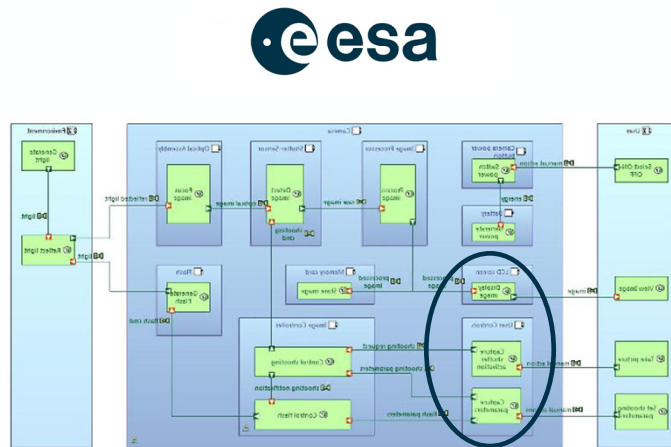 esa
Environment
Camera
User
Generate
light
Optical Assembly
Shutter-Sensor
Image Processor
Camera power
button
Switch
power
manual action
Select ON/
OFF
Focus
image
Detect
image
Process
image
energy
reflected light
optical image
raw image
Battery
Generate
power
light
shooting
cmd
Reflect light
light
Flash
Memory card
processed
image
processed
image
LCD screen
Generate
Flash
Store image
Display
image
image
View image
flash cmd
Image Controller
User Controls
shooting request
Capture
shutter
activation
Take picture
Control shooting
shooting parameters
manual action
shooting notification
Capture
parameters
Set shooting
parameters
Control flash
flash parameters
manual actions